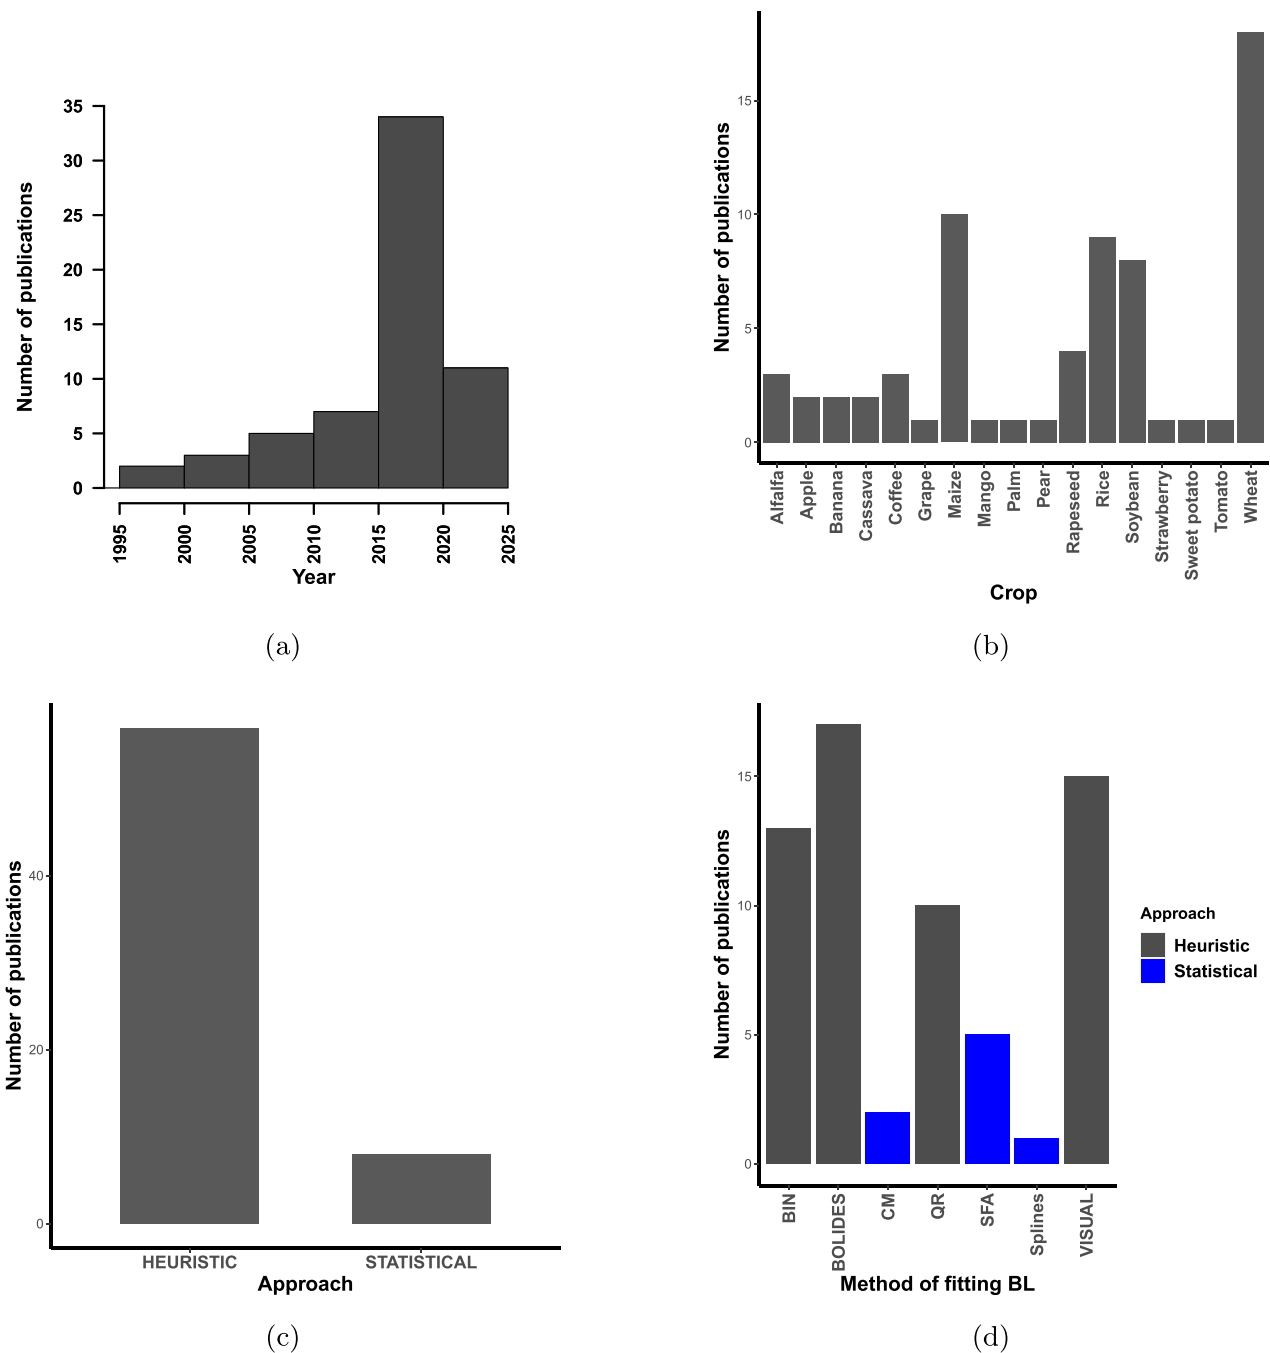 Number of publications
35
30
25
20
15
10
5
0
1995
2000
2005
2010
2015
2020
2025
Year
(a)
Number of publications
15
10
5
0
Alfalfa
Apple
Banana
Cassava
Coffee
Grape
Maize
Mango
Palm
Pear
Rapeseed
Rice
Soybean
Strawberry
Sweet potato
Tomato
Wheat
Crop
(b)
Number of publications
40
20
0
HEURISTIC
STATISTICAL
Approach
(c)
Number of publications
15
10
5
0
BIN
BOLIDES
CM
QR
SFA
Splines
VISUAL
Method of fitting BL
Approach
Heuristic
Statistical
(d)